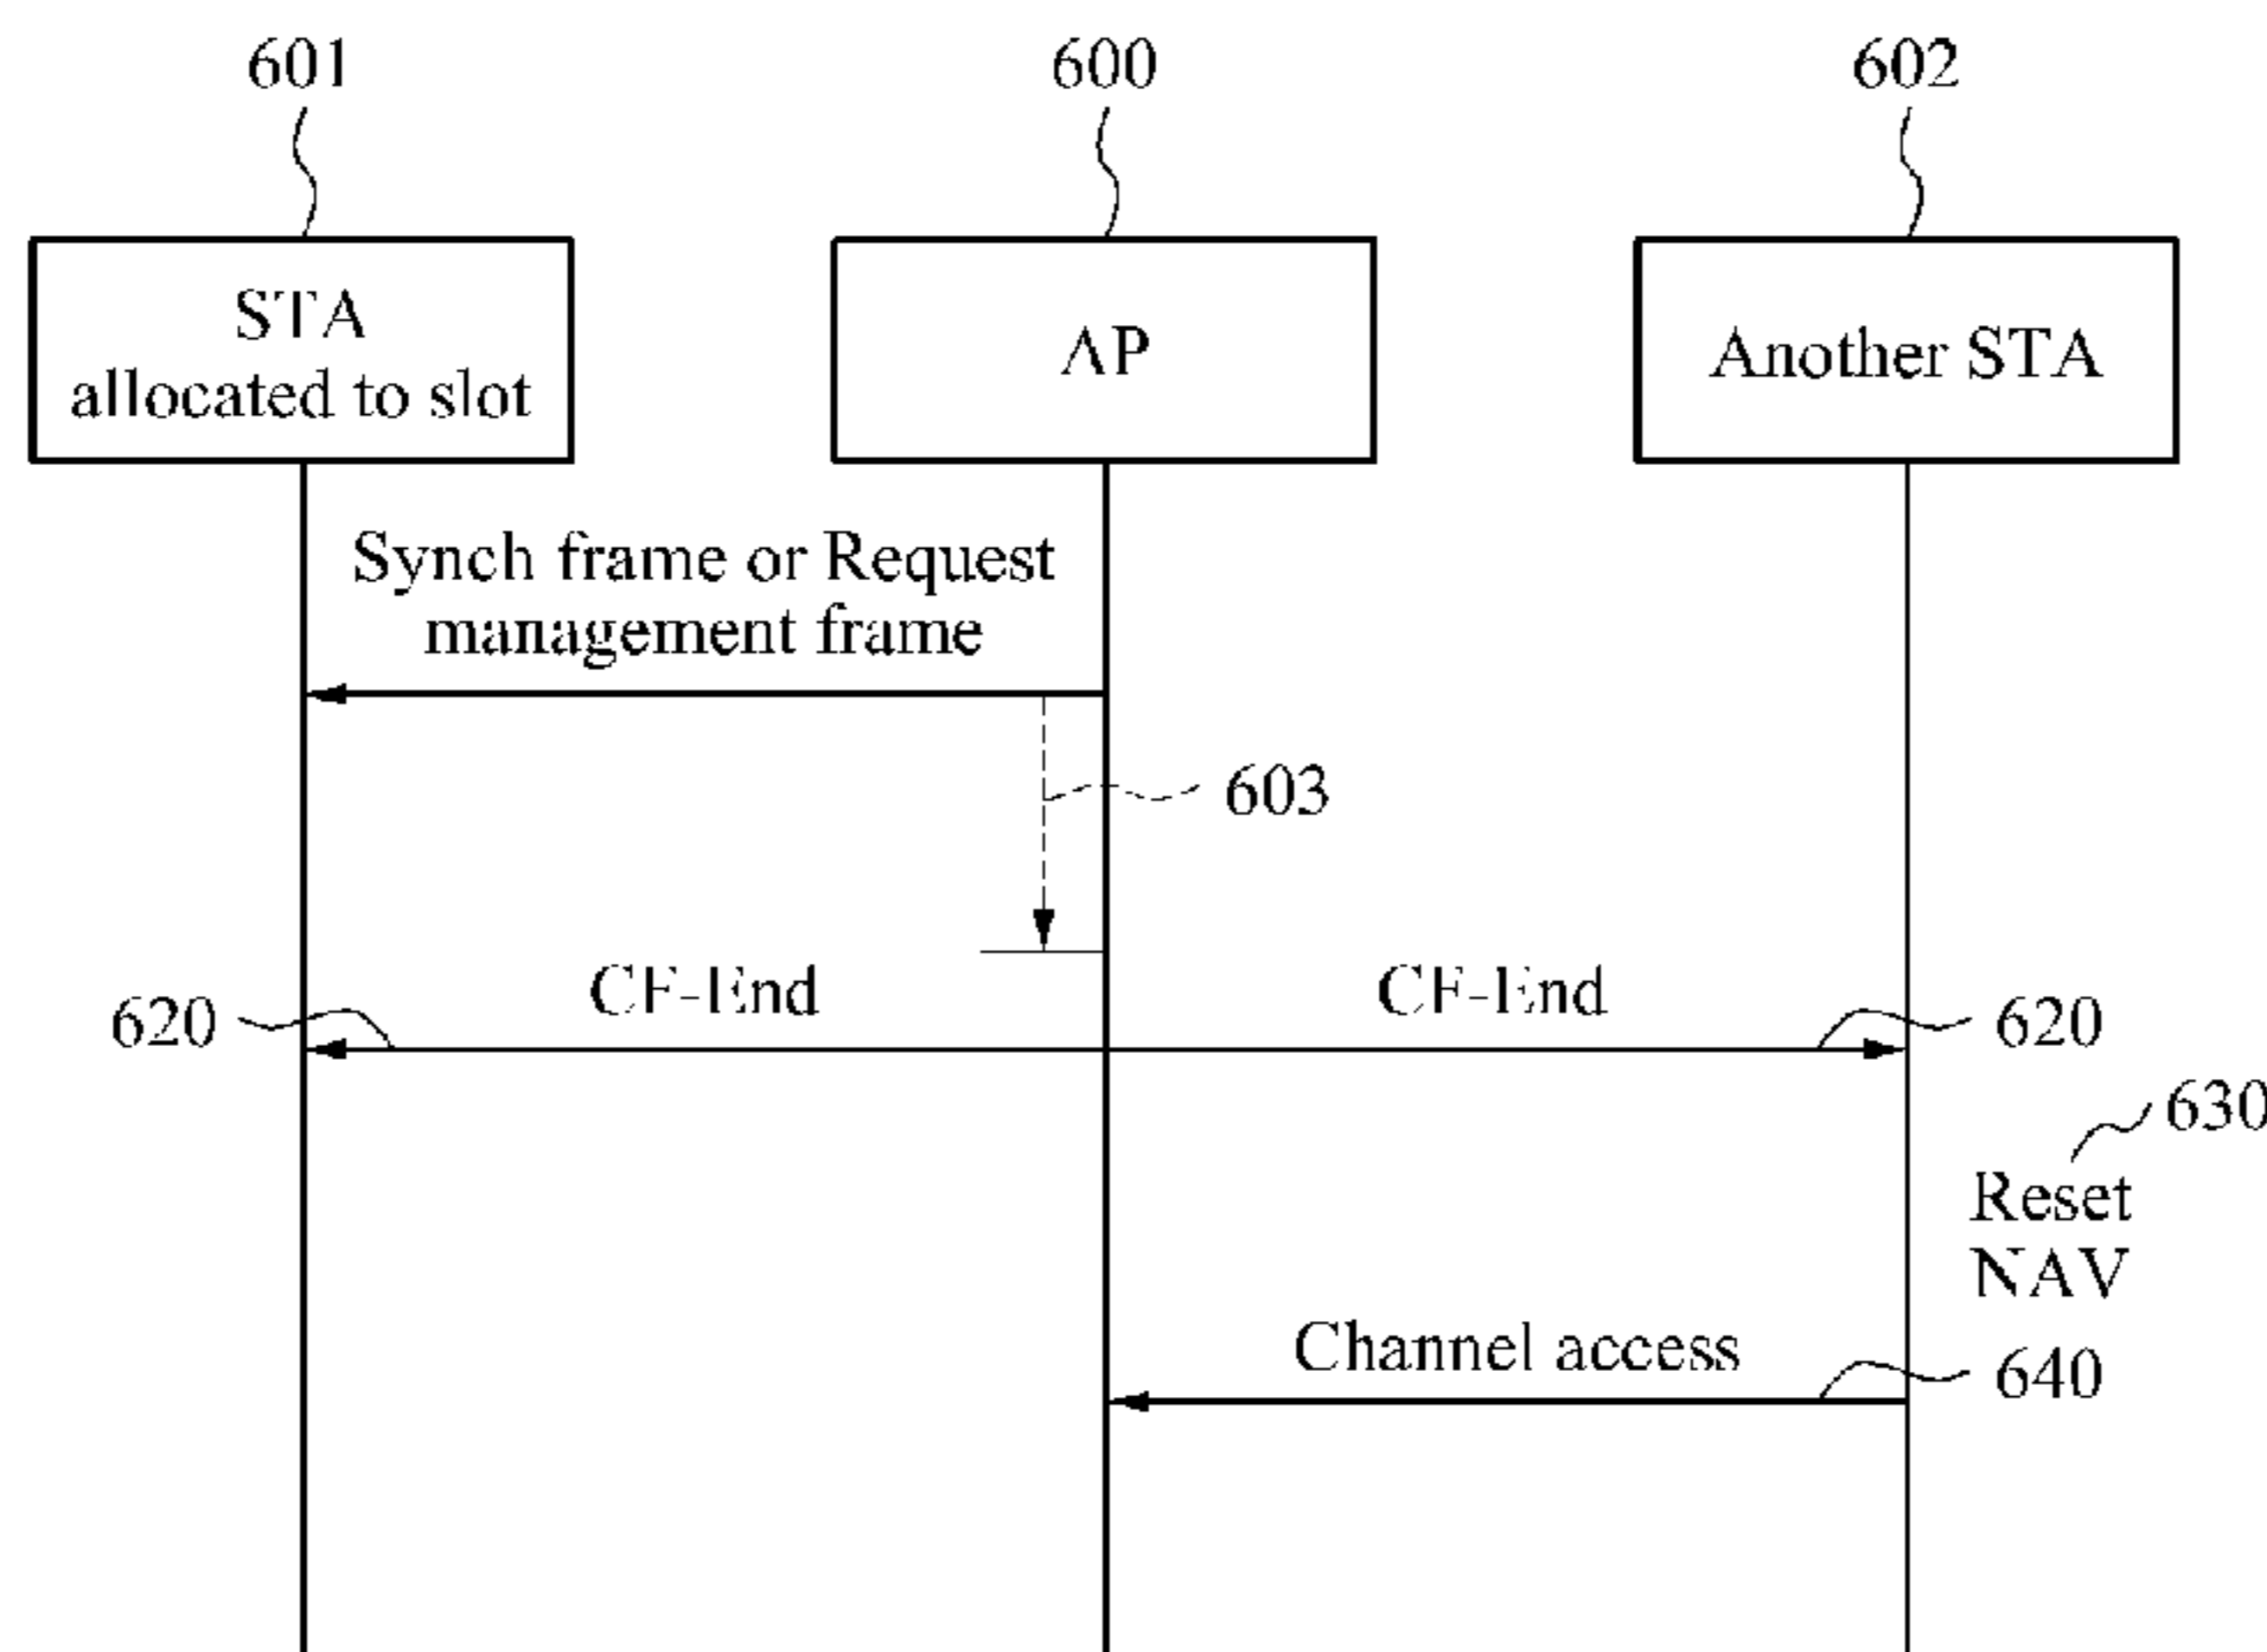 601
600
602
STA
allocated to slot
AP
Another STA
Synch frame or Request
management frame
603
CF-End
CF-End
620
620
630
Reset
NAV
Channel access
640